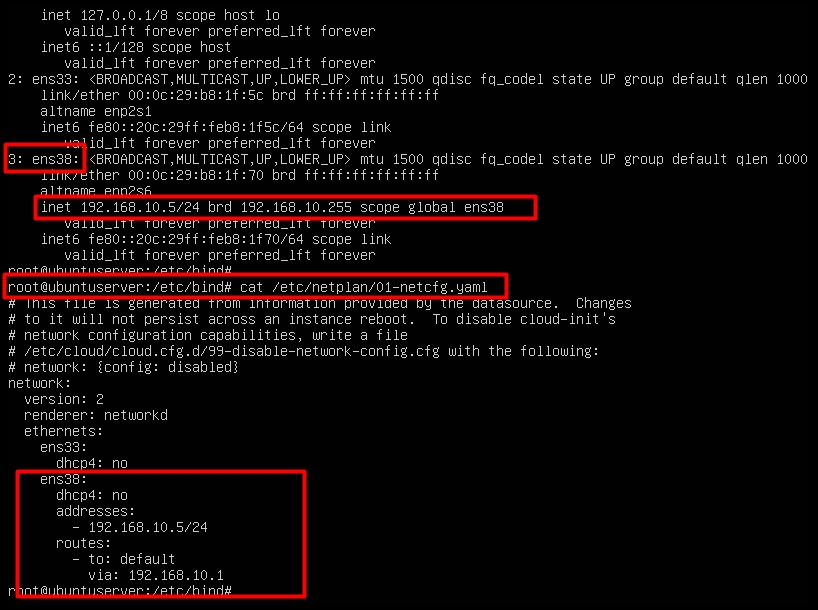 inet 127.0.0.1/8 scope host lo
valid_lft forever preferred_lft forever
inet6 ::1/128 scope host
valid_lft forever preferred_lft forever
2: ens33: <BROADCAST,MULTICAST,UP,LOWER_UP> mtu 1500 qdisc fq_codel state UP group default qlen 1000
link/ether 00:0c:29:b8:1f:5c brd ff:ff:ff:ff:ff:ff
altname enp2s1
inet6 fe80::20c:29ff:feb8:1f5c/64 scope link
valid_lft forever preferred_lft forever
3: ens38: <BROADCAST,MULTICAST,UP,LOWER_UP> mtu 1500 qdisc fq_codel state UP group default qlen 1000
link/ether 00:0c:29:b8:1f:70 brd ff:ff:ff:ff:ff:ff
altname enp2s6
inet 192.168.10.5/24 brd 192.168.10.255 scope global ens38
valid_lft forever preferred_lft forever
inet6 fe80::20c:29ff:feb8:1f70/64 scope link
valid_lft forever preferred_lft forever
root@ubuntuserver:/etc/bind#
root@ubuntuserver:/etc/bind# cat /etc/netplan/01-netcfg.yaml
# This file is generated from information provided by the datasource.  Changes
# to it will not persist across an instance reboot.  To disable cloud-init's
# network configuration capabilities, write a file
# /etc/cloud/cloud.cfg.d/99-disable-network-config.cfg with the following:
# network: {config: disabled}
network:
version: 2
renderer: networkd
ethernets:
ens33:
dhcp4: no
ens38:
dhcp4: no
addresses:
- 192.168.10.5/24
routes:
- to: default
via: 192.168.10.1
root@ubuntuserver:/etc/bind#